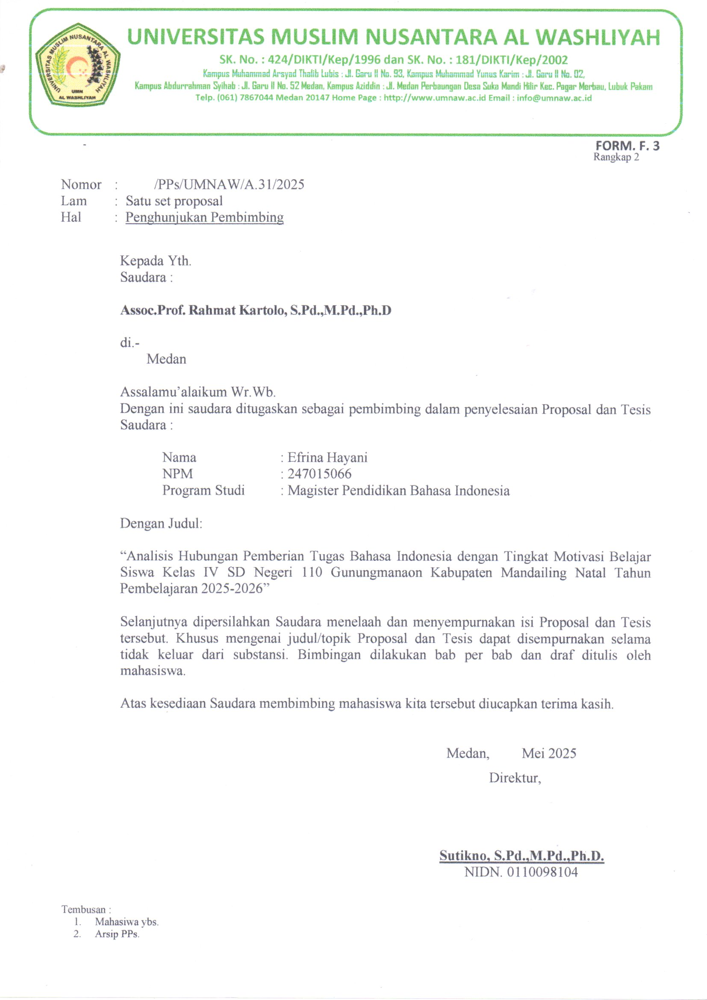 UNIVERSITAS MUSLIM NUSANTARA AL WASHLIYAH
UMN
AL WASHLIYAH
UNIVERSITAS MUSLIM NUSANTARA AL WASHLIYAH
SK. No. : 424/DIKTI/Kep/1996 dan SK. No. : 181/DIKTI/Kep/2002
Kampus Muhammad Arsyad Thalib Lubis : Jl. Garu II No. 93, Kampus Muhammad Yunus Karim : Jl. Garu II No. 02,
Kampus Abdurrahman Syihab : Jl. Garu II No. 52 Medan, Kampus Aziddin : Jl. Medan Perbaungan Desa Suka Mandi Hilir Kec. Pagar Merbau, Lubuk Pakam
Telp. (061) 7867044 Medan 20147 Home Page : http://www.umnaw.ac.id Email : info@umnaw.ac.id
FORM. F. 3
Rangkap 2
Nomor : /PPs/UMNAW/A.31/2025
Lam : Satu set proposal
Hal : Penghunjukan Pembimbing
Kepada Yth.
Saudara :
Assoc.Prof. Rahmat Kartolo, S.Pd.,M.Pd.,Ph.D
di.-
Medan
Assalamu’alaikum Wr.Wb.
Dengan ini saudara ditugaskan sebagai pembimbing dalam penyelesaian Proposal dan Tesis
Saudara :
Nama : Efrina Hayani
NPM : 247015066
Program Studi : Magister Pendidikan Bahasa Indonesia
Dengan Judul:
“Analisis Hubungan Pemberian Tugas Bahasa Indonesia dengan Tingkat Motivasi Belajar
Siswa Kelas IV SD Negeri 110 Gunungmanaon Kabupaten Mandailing Natal Tahun
Pembelajaran 2025-2026”
Selanjutnya dipersilahkan Saudara menelaah dan menyempurnakan isi Proposal dan Tesis
tersebut. Khusus mengenai judul/topik Proposal dan Tesis dapat disempurnakan selama
tidak keluar dari substansi. Bimbingan dilakukan bab per bab dan draf ditulis oleh
mahasiswa.
Atas kesediaan Saudara membimbing mahasiswa kita tersebut diucapkan terima kasih.
Medan, Mei 2025
Direktur,
Sutikno, S.Pd.,M.Pd.,Ph.D.
NIDN. 0110098104
Tembusan :
1. Mahasiwa ybs.
2. Arsip PPs.